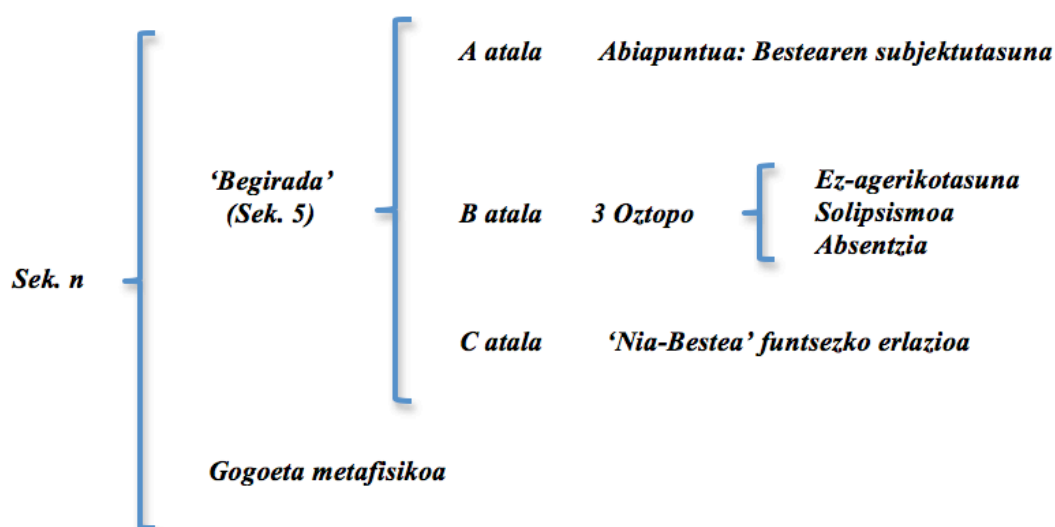 A atala Abiapuntua: Bestearen subjektutasuna
‘Begirada’
(Sek. 5)
B atala 3 Oztopo
Ez-agerikotasuna
Solipsismoa
Absentzia
Sek. n
C atala ‘Nia-Bestea’ funtsezko erlazioa
Gogoeta metafisikoa